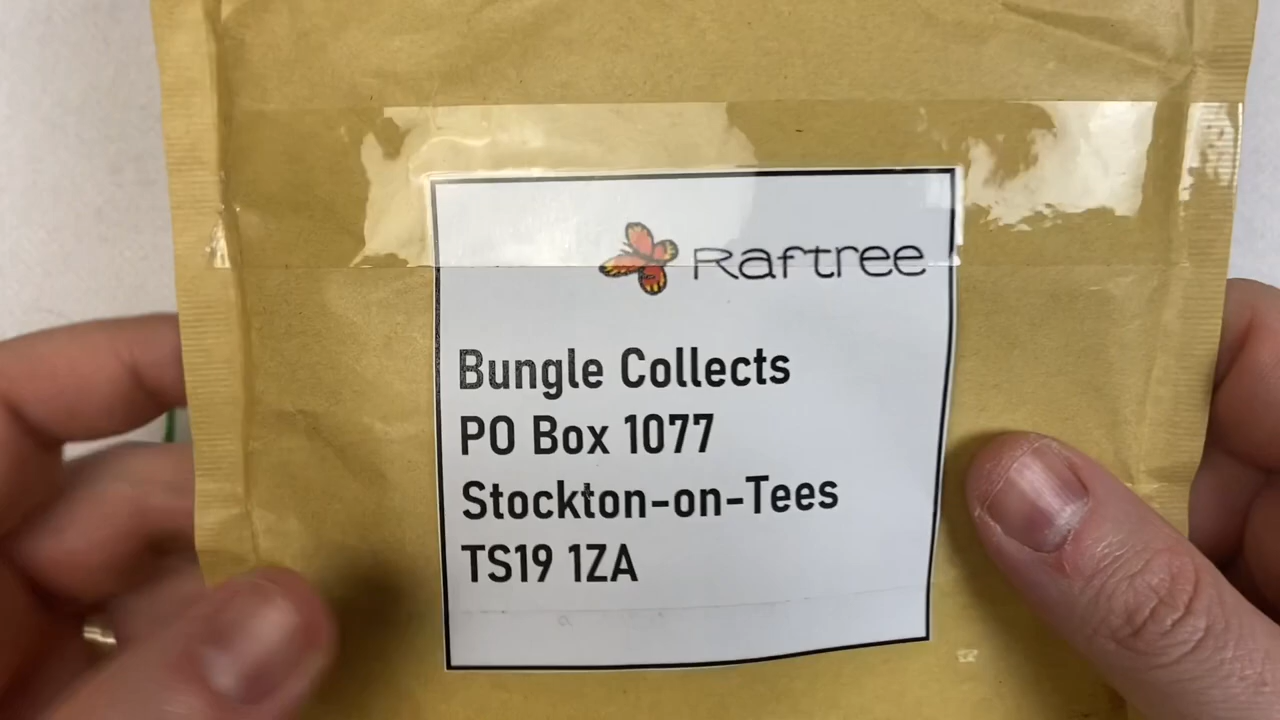 Raftree
Bungle Collects
PO Box 1077
Stockton-on-Tees
TS19 1ZA